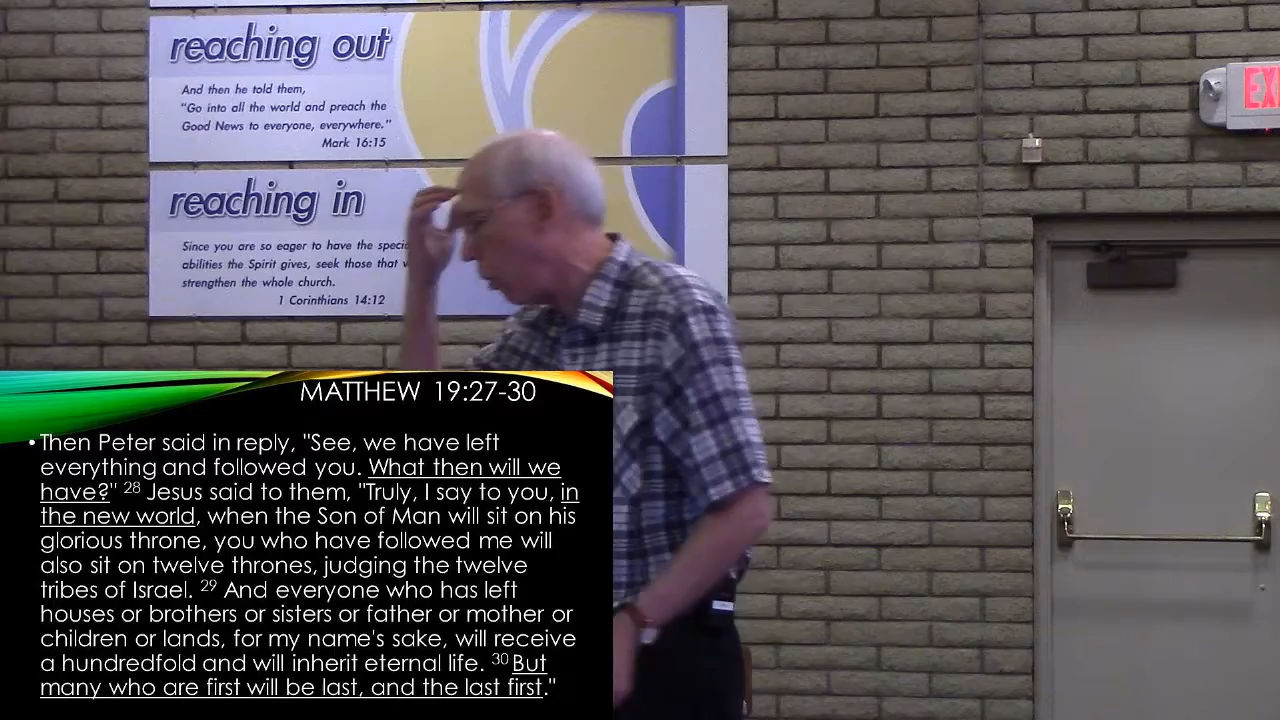 reaching out
And then he told them,
"Go into all the world and preach the
Good News to everyone, everywhere."
Mark 16:15
reaching in
Since you are so eager to have the
abilities the Spirit gives, seek those that
strengthen the whole church.
1 Corinthians 14:12
EX
MATTHEW 19:27-30
•Then Peter said in reply, "See, we have left
everything and followed you. What then will we
have?" 28 Jesus said to them, "Truly, I say to you, in
the new world, when the Son of Man will sit on his
glorious throne, you who have followed me will
also sit on twelve thrones, judging the twelve
tribes of Israel. 29 And everyone who has left
houses or brothers or sisters or father or mother or
children or lands, for my name's sake, will receive
a hundredfold and will inherit eternal life. 30 But
many who are first will be last, and the last first."